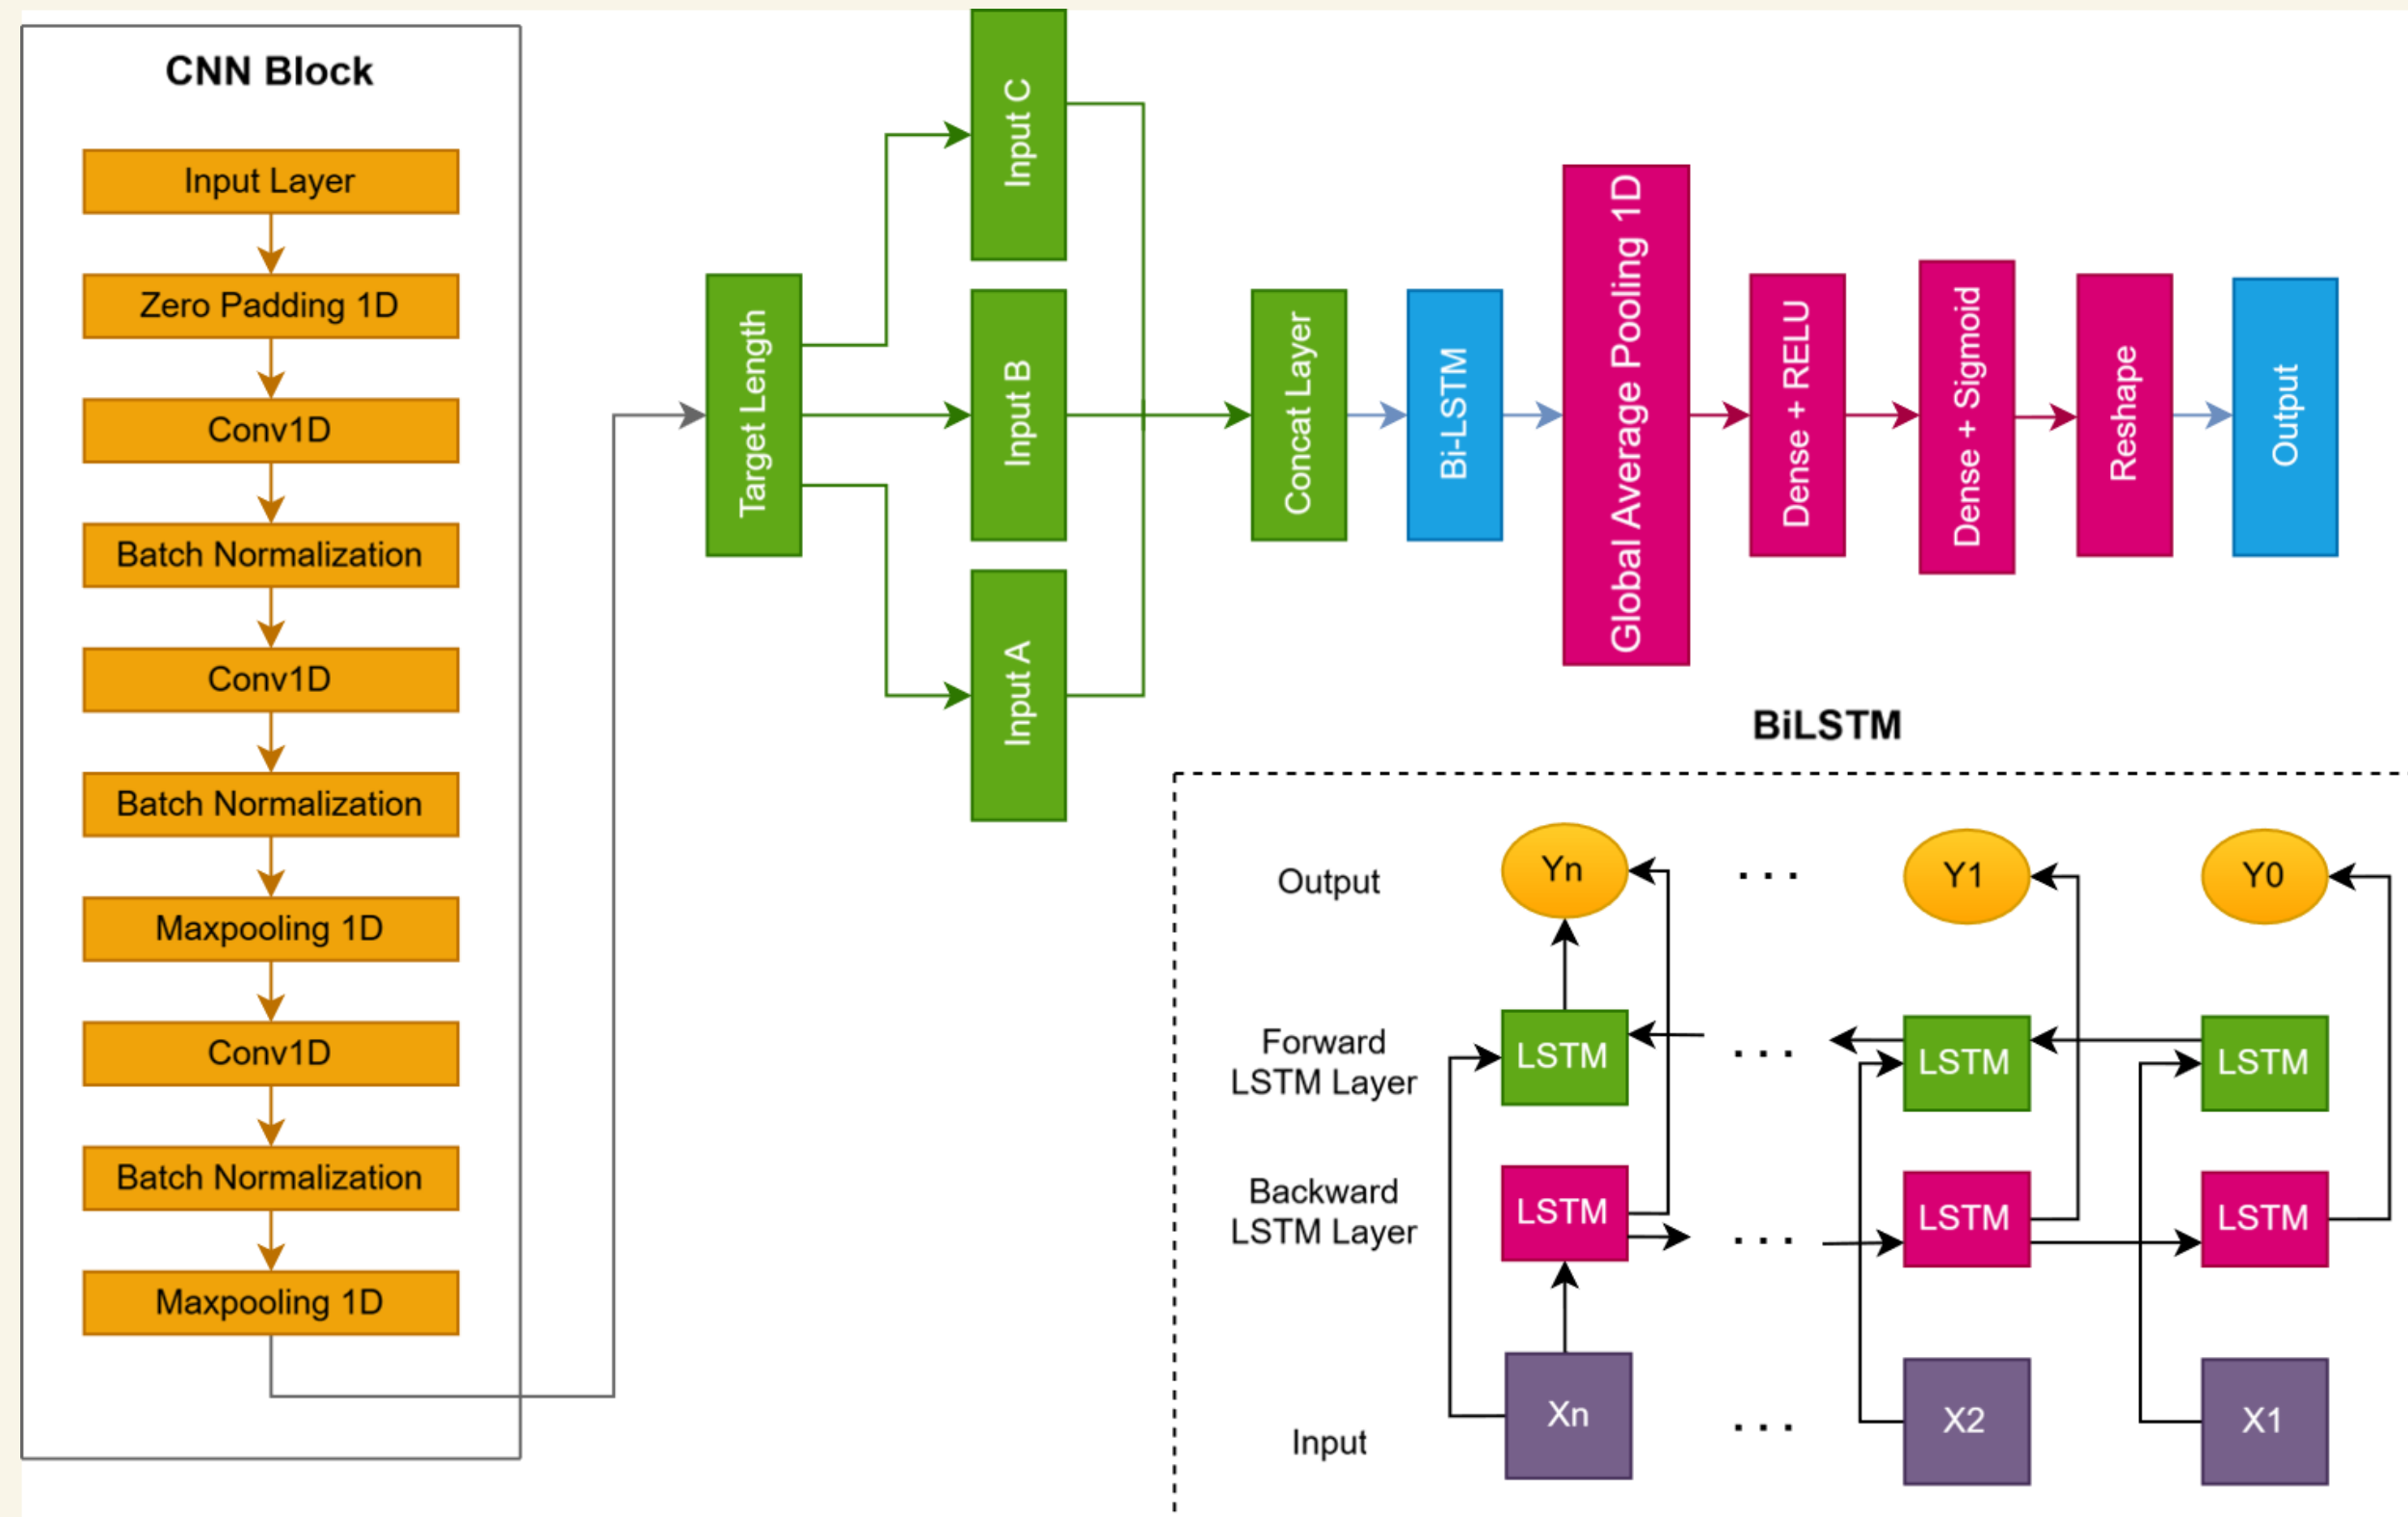 CNN Block
Input Layer
Zero Padding 1D
Conv1D
Batch Normalization
Conv1D
Batch Normalization
Maxpooling 1D
Conv1D
Batch Normalization
Maxpooling 1D
Target Length
Input C
Input B
Input A
Concat Layer
Bi-LSTM
Global Average Pooling 1D
Dense + RELU
Dense + Sigmoid
Reshape
Output
BiLSTM
Output
Yn
. . .
Y1
Y0
Forward
LSTM Layer
LSTM
. . .
LSTM
LSTM
Backward
LSTM Layer
LSTM
. . .
LSTM
LSTM
Input
Xn
. . .
X2
X1